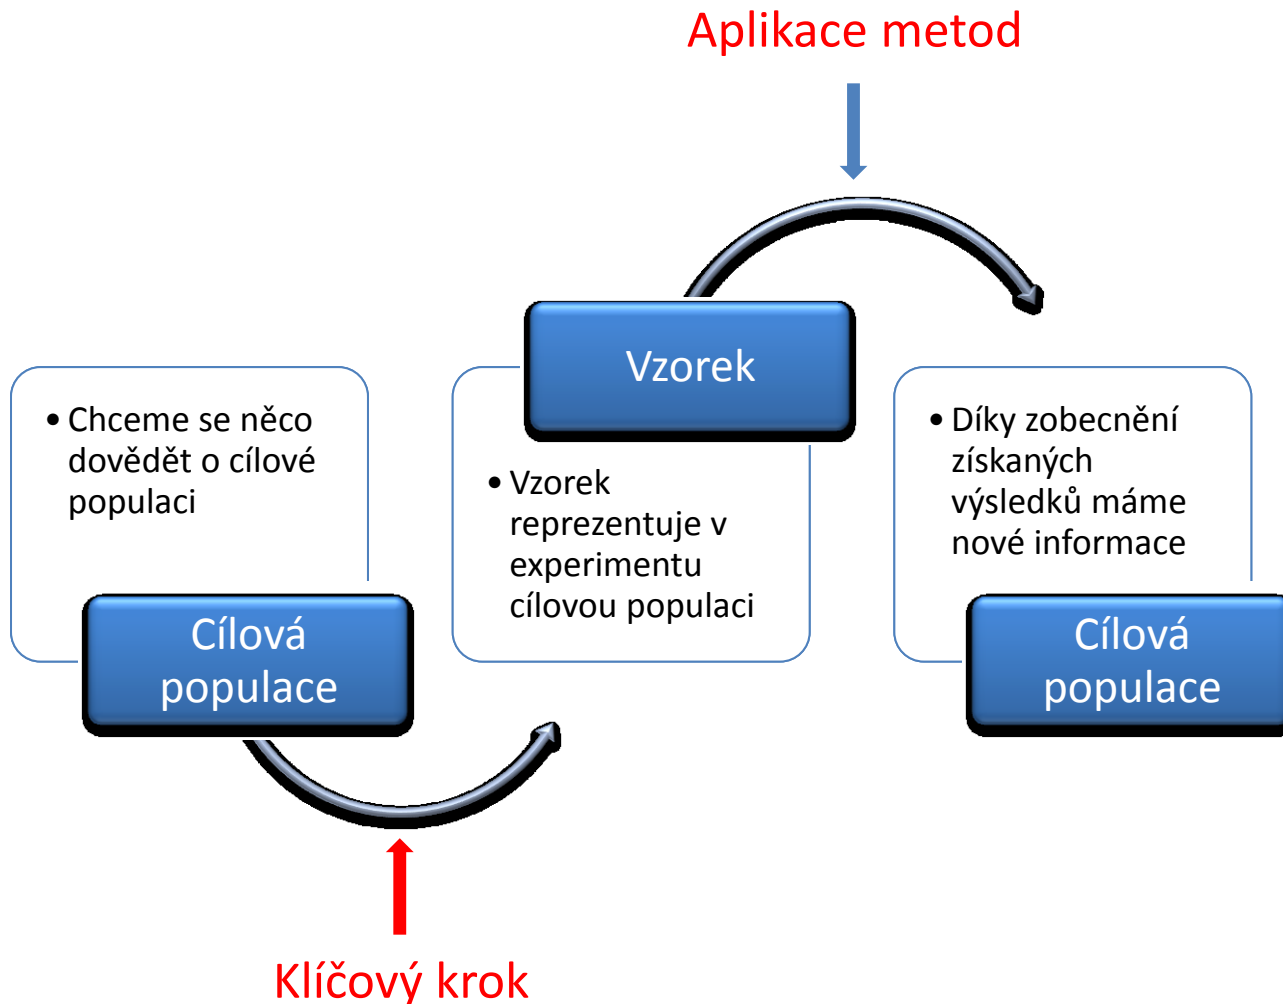 Aplikace metod
• Chceme se něco
dovědět o cílové
populaci
Cílová
populace
Vzorek
• Vzorek
reprezentuje v
experimentu
cílovou populaci
• Díky zobecnění
získaných
výsledků máme
nové informace
Cílová
populace
Klíčový krok